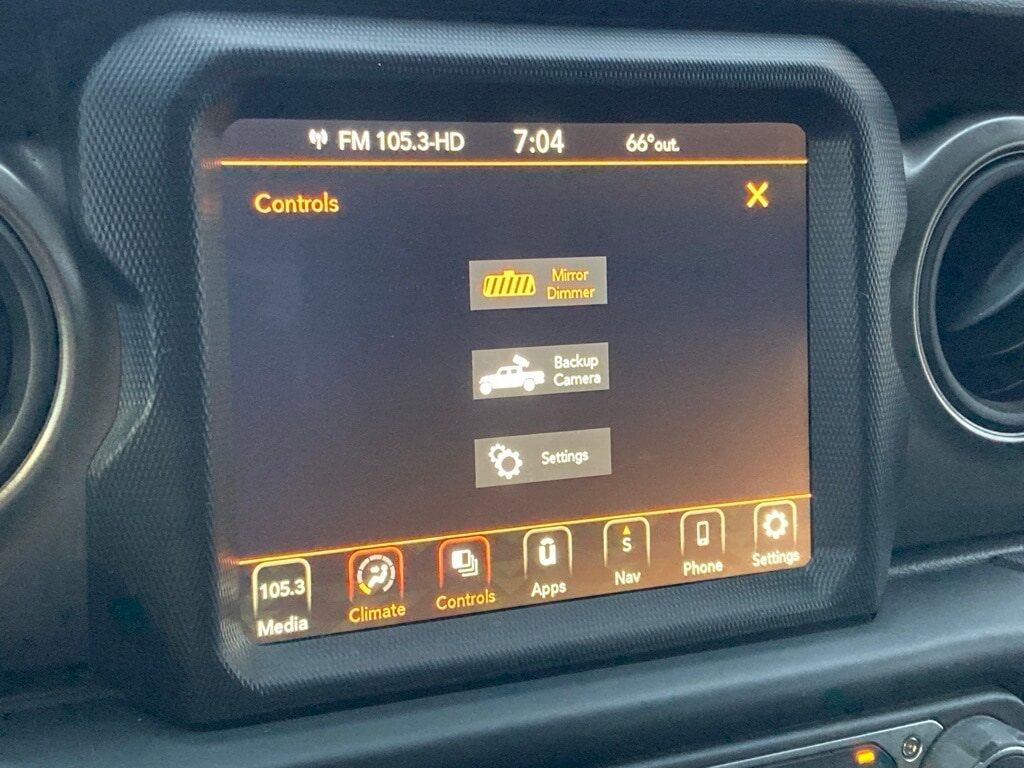 FM 105.3-HD 7:04 66°out.
Controls X
Mirror
Dimmer
Backup
Camera
Settings
105.3 S
Media Climate Controls Apps Nav Phone Settings